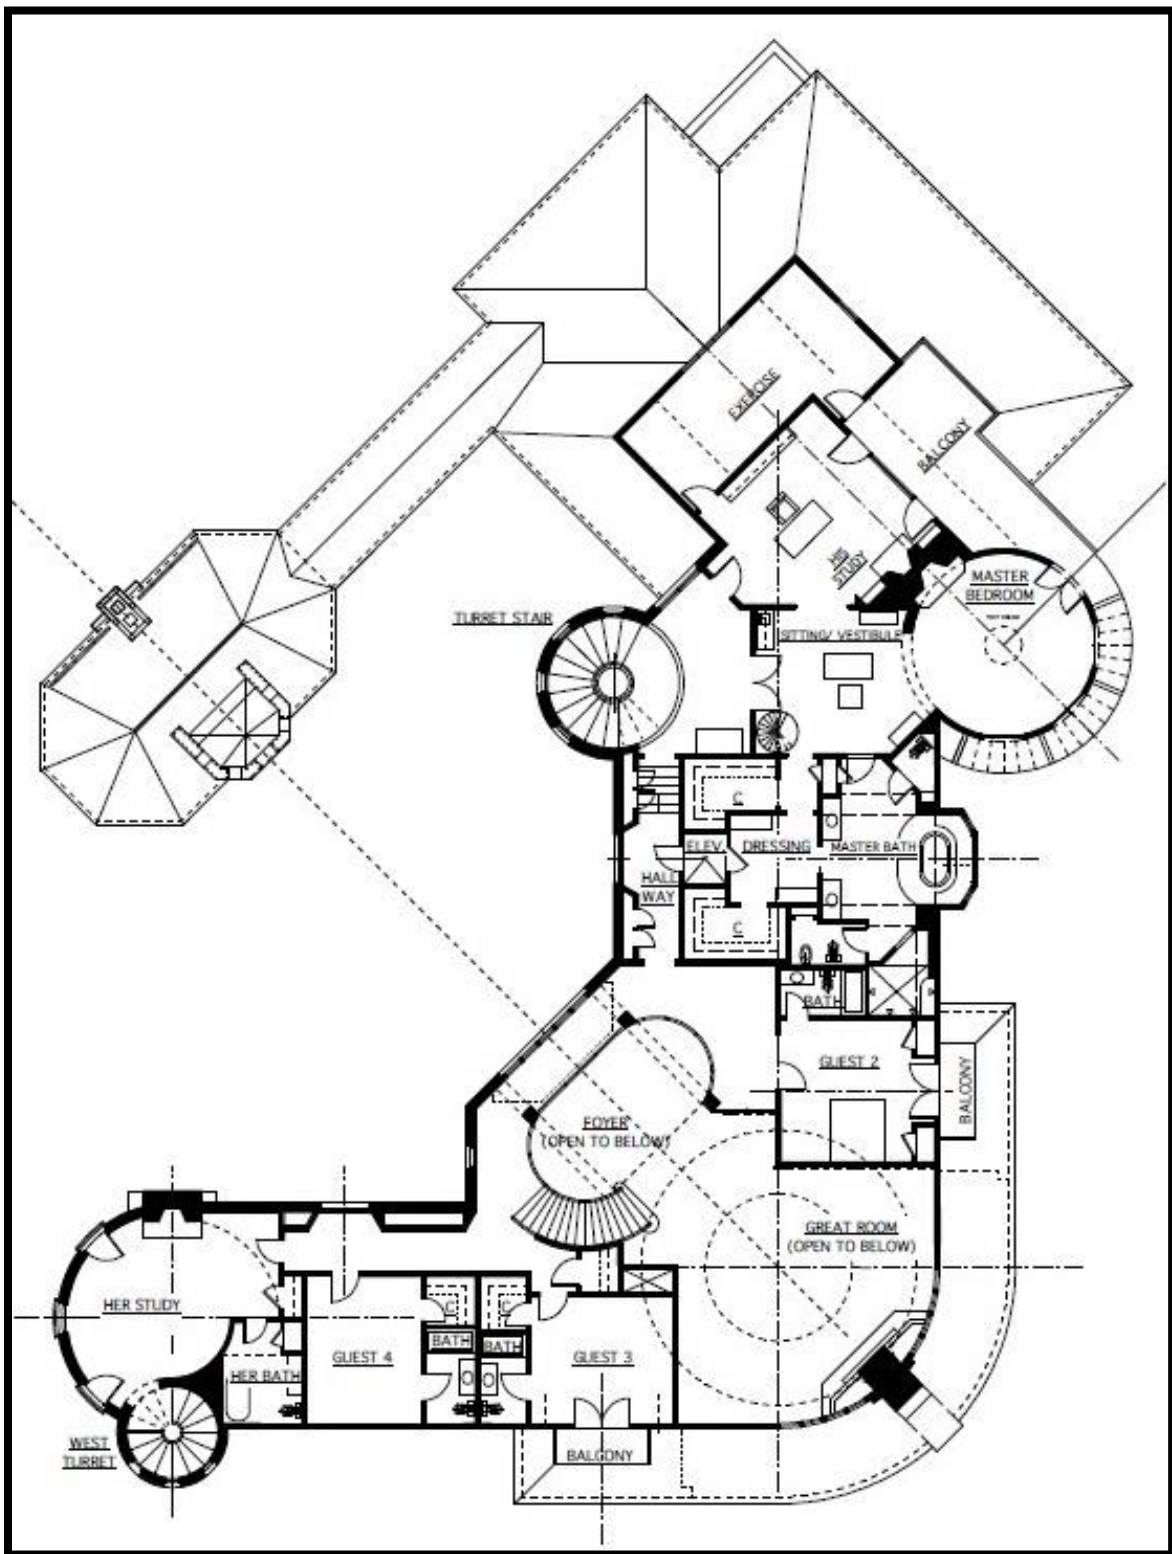 EXERCISE
BALCONY
HIS
STUDY
MASTER
BEDROOM
TURRET STAIR
SITTING/ VESTIBULE
C
ELEV.
DRESSING
MASTER BATH
HALL
WAY
C
BATH
GUEST 2
BALCONY
FOYER
(OPEN TO BELOW)
GREAT ROOM
(OPEN TO BELOW)
HER STUDY
C
C
BATH
BATH
GUEST 4
GUEST 3
HER BATH
WEST
TURRET
BALCONY